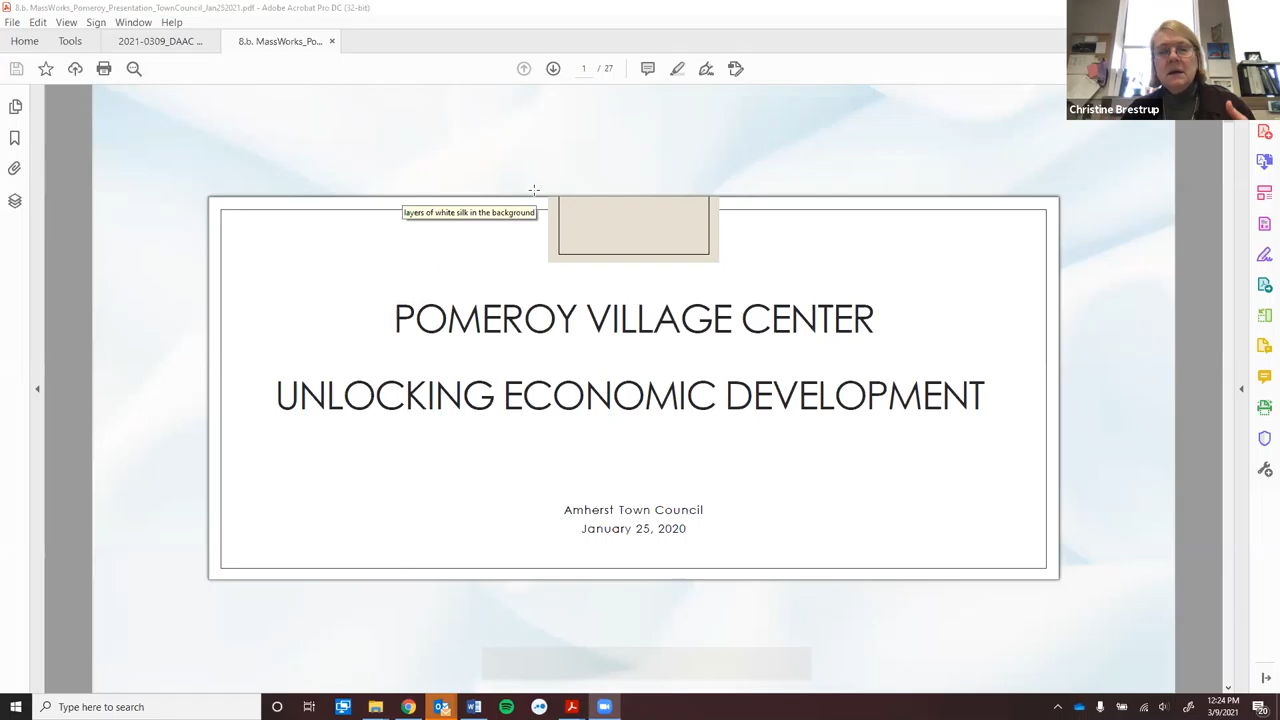 8.b. MassWorks_Pomeroy_Presentation_TownCouncil_Jan252021.pdf - Adobe Acrobat Pro DC (32-bit)
File Edit View Sign Window Help
Home Tools 2021-0309_DAAC ... 8.b. MassWorks_Po... ×
1 / 27
Christine Brestrup
layers of white silk in the background
POMEROY VILLAGE CENTER
UNLOCKING ECONOMIC DEVELOPMENT
Amherst Town Council
January 25, 2020
Type here to search
12:24 PM
3/9/2021
20